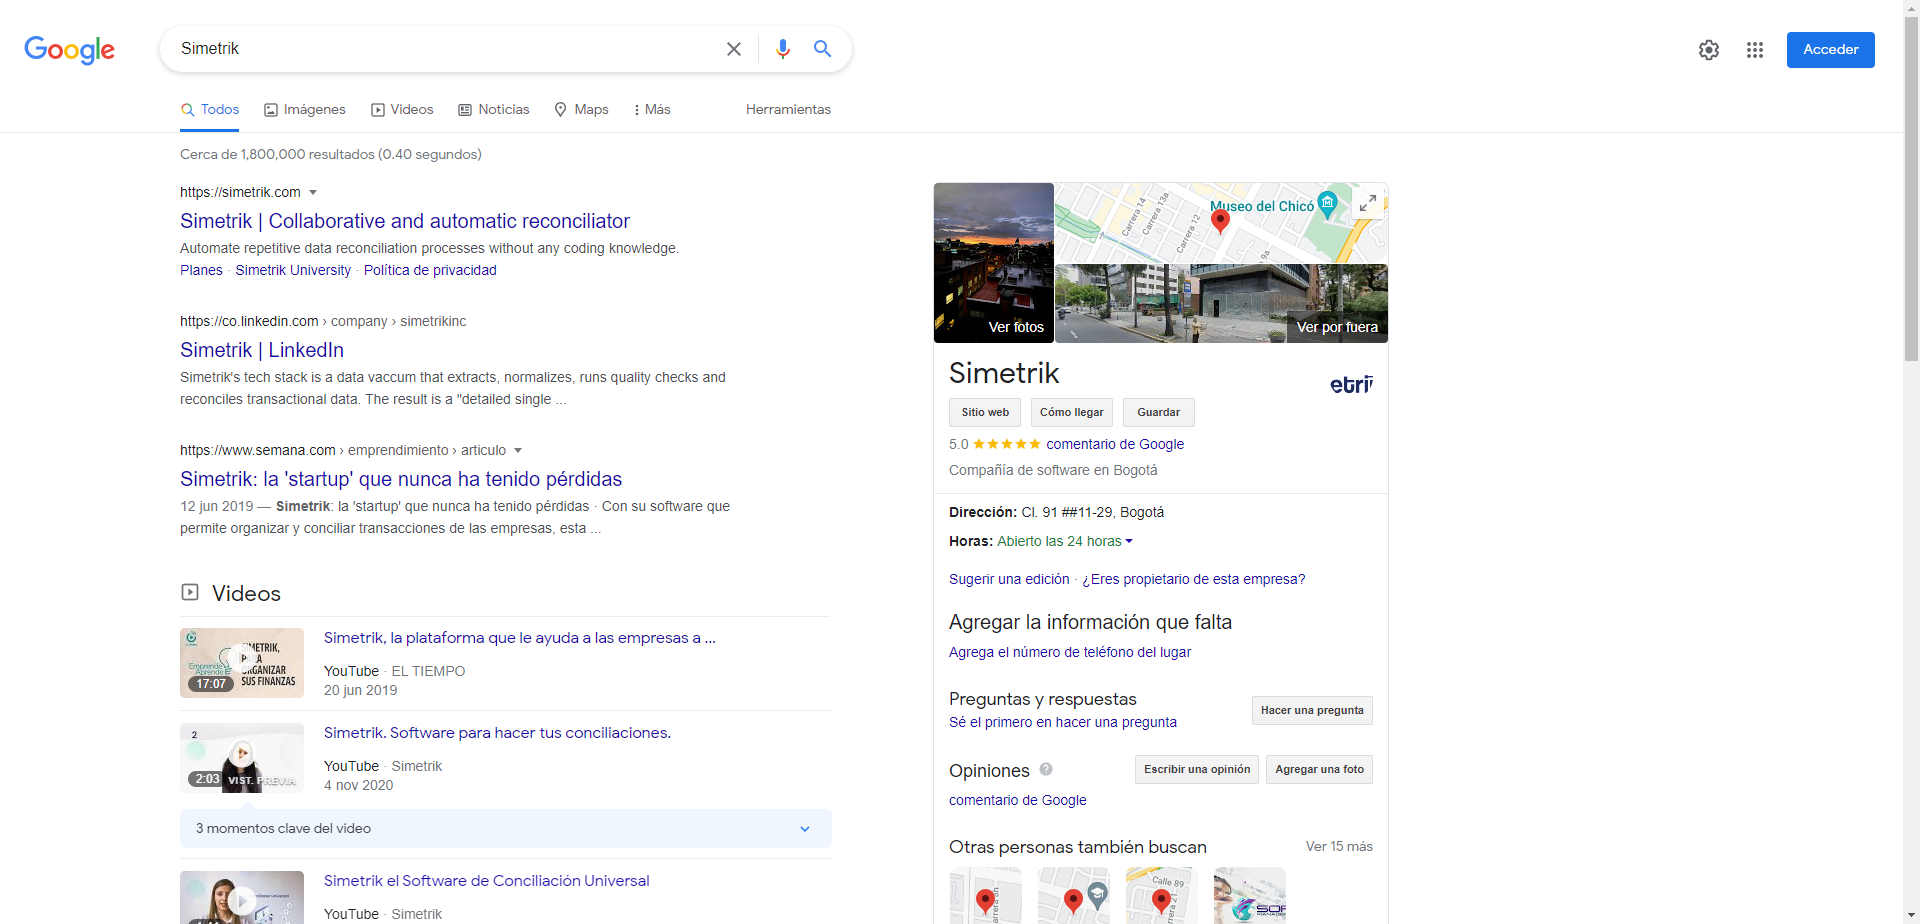 Google
Simetrik
Acceder
Todos
Imágenes
Videos
Noticias
Maps
Más
Herramientas
Cerca de 1,800,000 resultados (0.40 segundos)
https://simetrik.com
Simetrik | Collaborative and automatic reconciliator
Automate repetitive data reconciliation processes without any coding knowledge.
Planes · Simetrik University · Política de privacidad
https://co.linkedin.com › company › simetrikinc
Simetrik | LinkedIn
Simetrik's tech stack is a data vaccum that extracts, normalizes, runs quality checks and
reconciles transactional data. The result is a "detailed single ...
https://www.semana.com › emprendimiento › articulo
Simetrik: la 'startup' que nunca ha tenido pérdidas
12 jun 2019 — Simetrik: la 'startup' que nunca ha tenido pérdidas · Con su software que
permite organizar y conciliar transacciones de las empresas, esta ...
Videos
Emprende
Aprende
SIMETRIK,
ORGANIZAR
SUS FINANZAS
17:07
Simetrik, la plataforma que le ayuda a las empresas a ...
YouTube · EL TIEMPO
20 jun 2019
2
2:03
VIST. PREVIA
Simetrik. Software para hacer tus conciliaciones.
YouTube · Simetrik
4 nov 2020
3 momentos clave del video
Simetrik el Software de Conciliación Universal
YouTube · Simetrik
Ver fotos
Carrera 14
Carrera 13a
Carrera 12
9a
Museo del Chicó
Ver por fuera
Simetrik
etri
Sitio web
Cómo llegar
Guardar
5.0 comentario de Google
Compañía de software en Bogotá
Dirección: Cl. 91 ##11-29, Bogotá
Horas: Abierto las 24 horas
Sugerir una edición · ¿Eres propietario de esta empresa?
Agregar la información que falta
Agrega el número de teléfono del lugar
Preguntas y respuestas
Sé el primero en hacer una pregunta
Hacer una pregunta
Opiniones
Escribir una opinión
Agregar una foto
comentario de Google
Otras personas también buscan
Ver 15 más
Calle 89